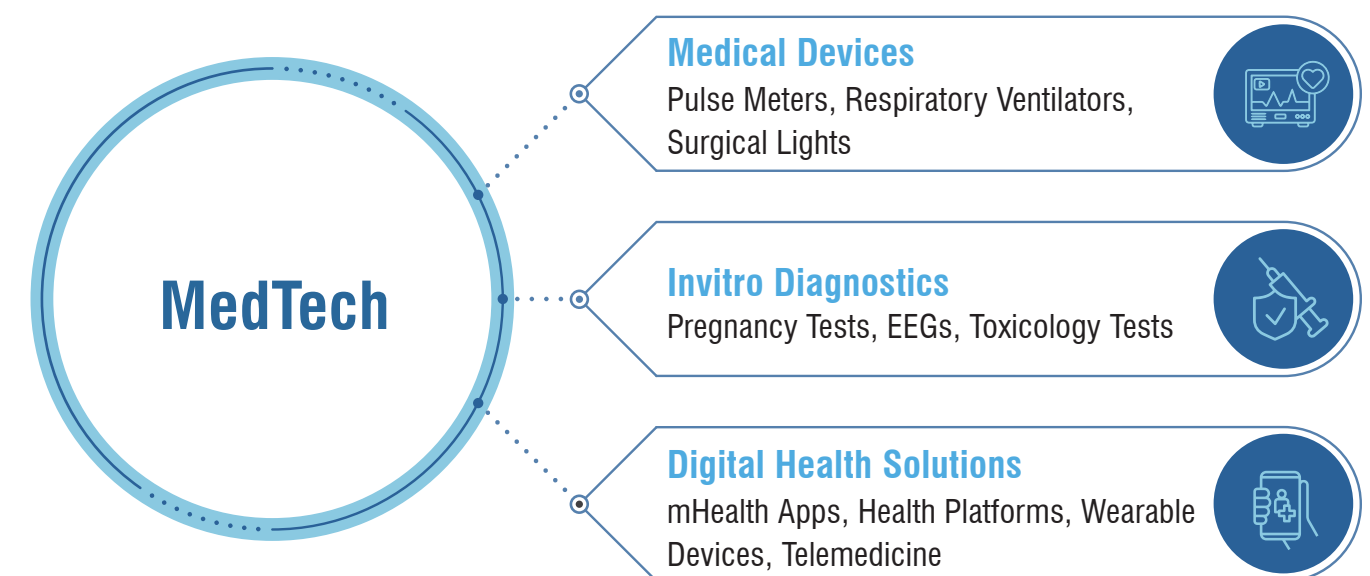 MedTech
Medical Devices
Pulse Meters, Respiratory Ventilators,
Surgical Lights
Invitro Diagnostics
Pregnancy Tests, EEGs, Toxicology Tests
Digital Health Solutions
mHealth Apps, Health Platforms, Wearable
Devices, Telemedicine